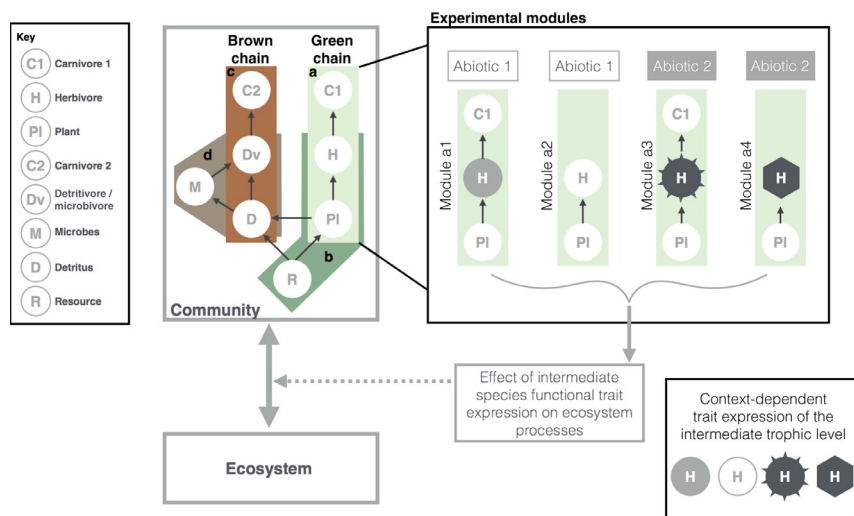 Key
C1 Carnivore 1
H Herbivore
Pl Plant
C2 Carnivore 2
Dv Detritivore /
microbivore
M Microbes
D Detritus
R Resource
Brown
chain
Green
chain
c
a
C2
C1
d
Dv
H
M
D
Pl
b
R
Community
Ecosystem
Experimental modules
Abiotic 1
Abiotic 1
Abiotic 2
Abiotic 2
Module a1
C1
H
Pl
Module a2
H
Pl
Module a3
C1
H
Pl
Module a4
H
Pl
Effect of intermediate
species functional trait
expression on ecosystem
processes
Context-dependent
trait expression of the
intermediate trophic level
H H H H